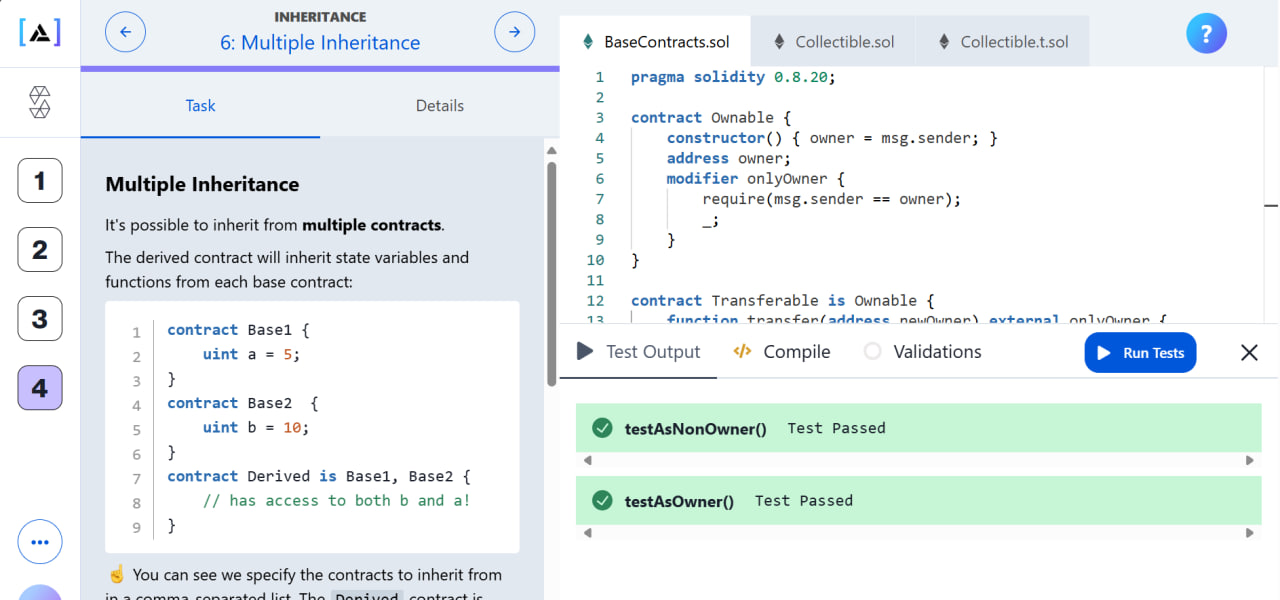 [A]
INHERITANCE
6: Multiple Inheritance
Task
Details
1
2
3
4
Multiple Inheritance
It's possible to inherit from multiple contracts.
The derived contract will inherit state variables and
functions from each base contract:
1 contract Base1 {
2 uint a = 5;
3 }
4 contract Base2 {
5 uint b = 10;
6 }
7 contract Derived is Base1, Base2 {
8 // has access to both b and a!
9 }
☝️ You can see we specify the contracts to inherit from
in a comma-separated list. The Derived contract is
BaseContracts.sol
Collectible.sol
Collectible.t.sol
?
1 pragma solidity 0.8.20;
2
3 contract Ownable {
4 constructor() { owner = msg.sender; }
5 address owner;
6 modifier onlyOwner {
7 require(msg.sender == owner);
8 _;
9 }
10 }
11
12 contract Transferable is Ownable {
13 function transfer(address newOwner) external onlyOwner {
Test Output
Compile
Validations
Run Tests
testAsNonOwner() Test Passed
testAsOwner() Test Passed